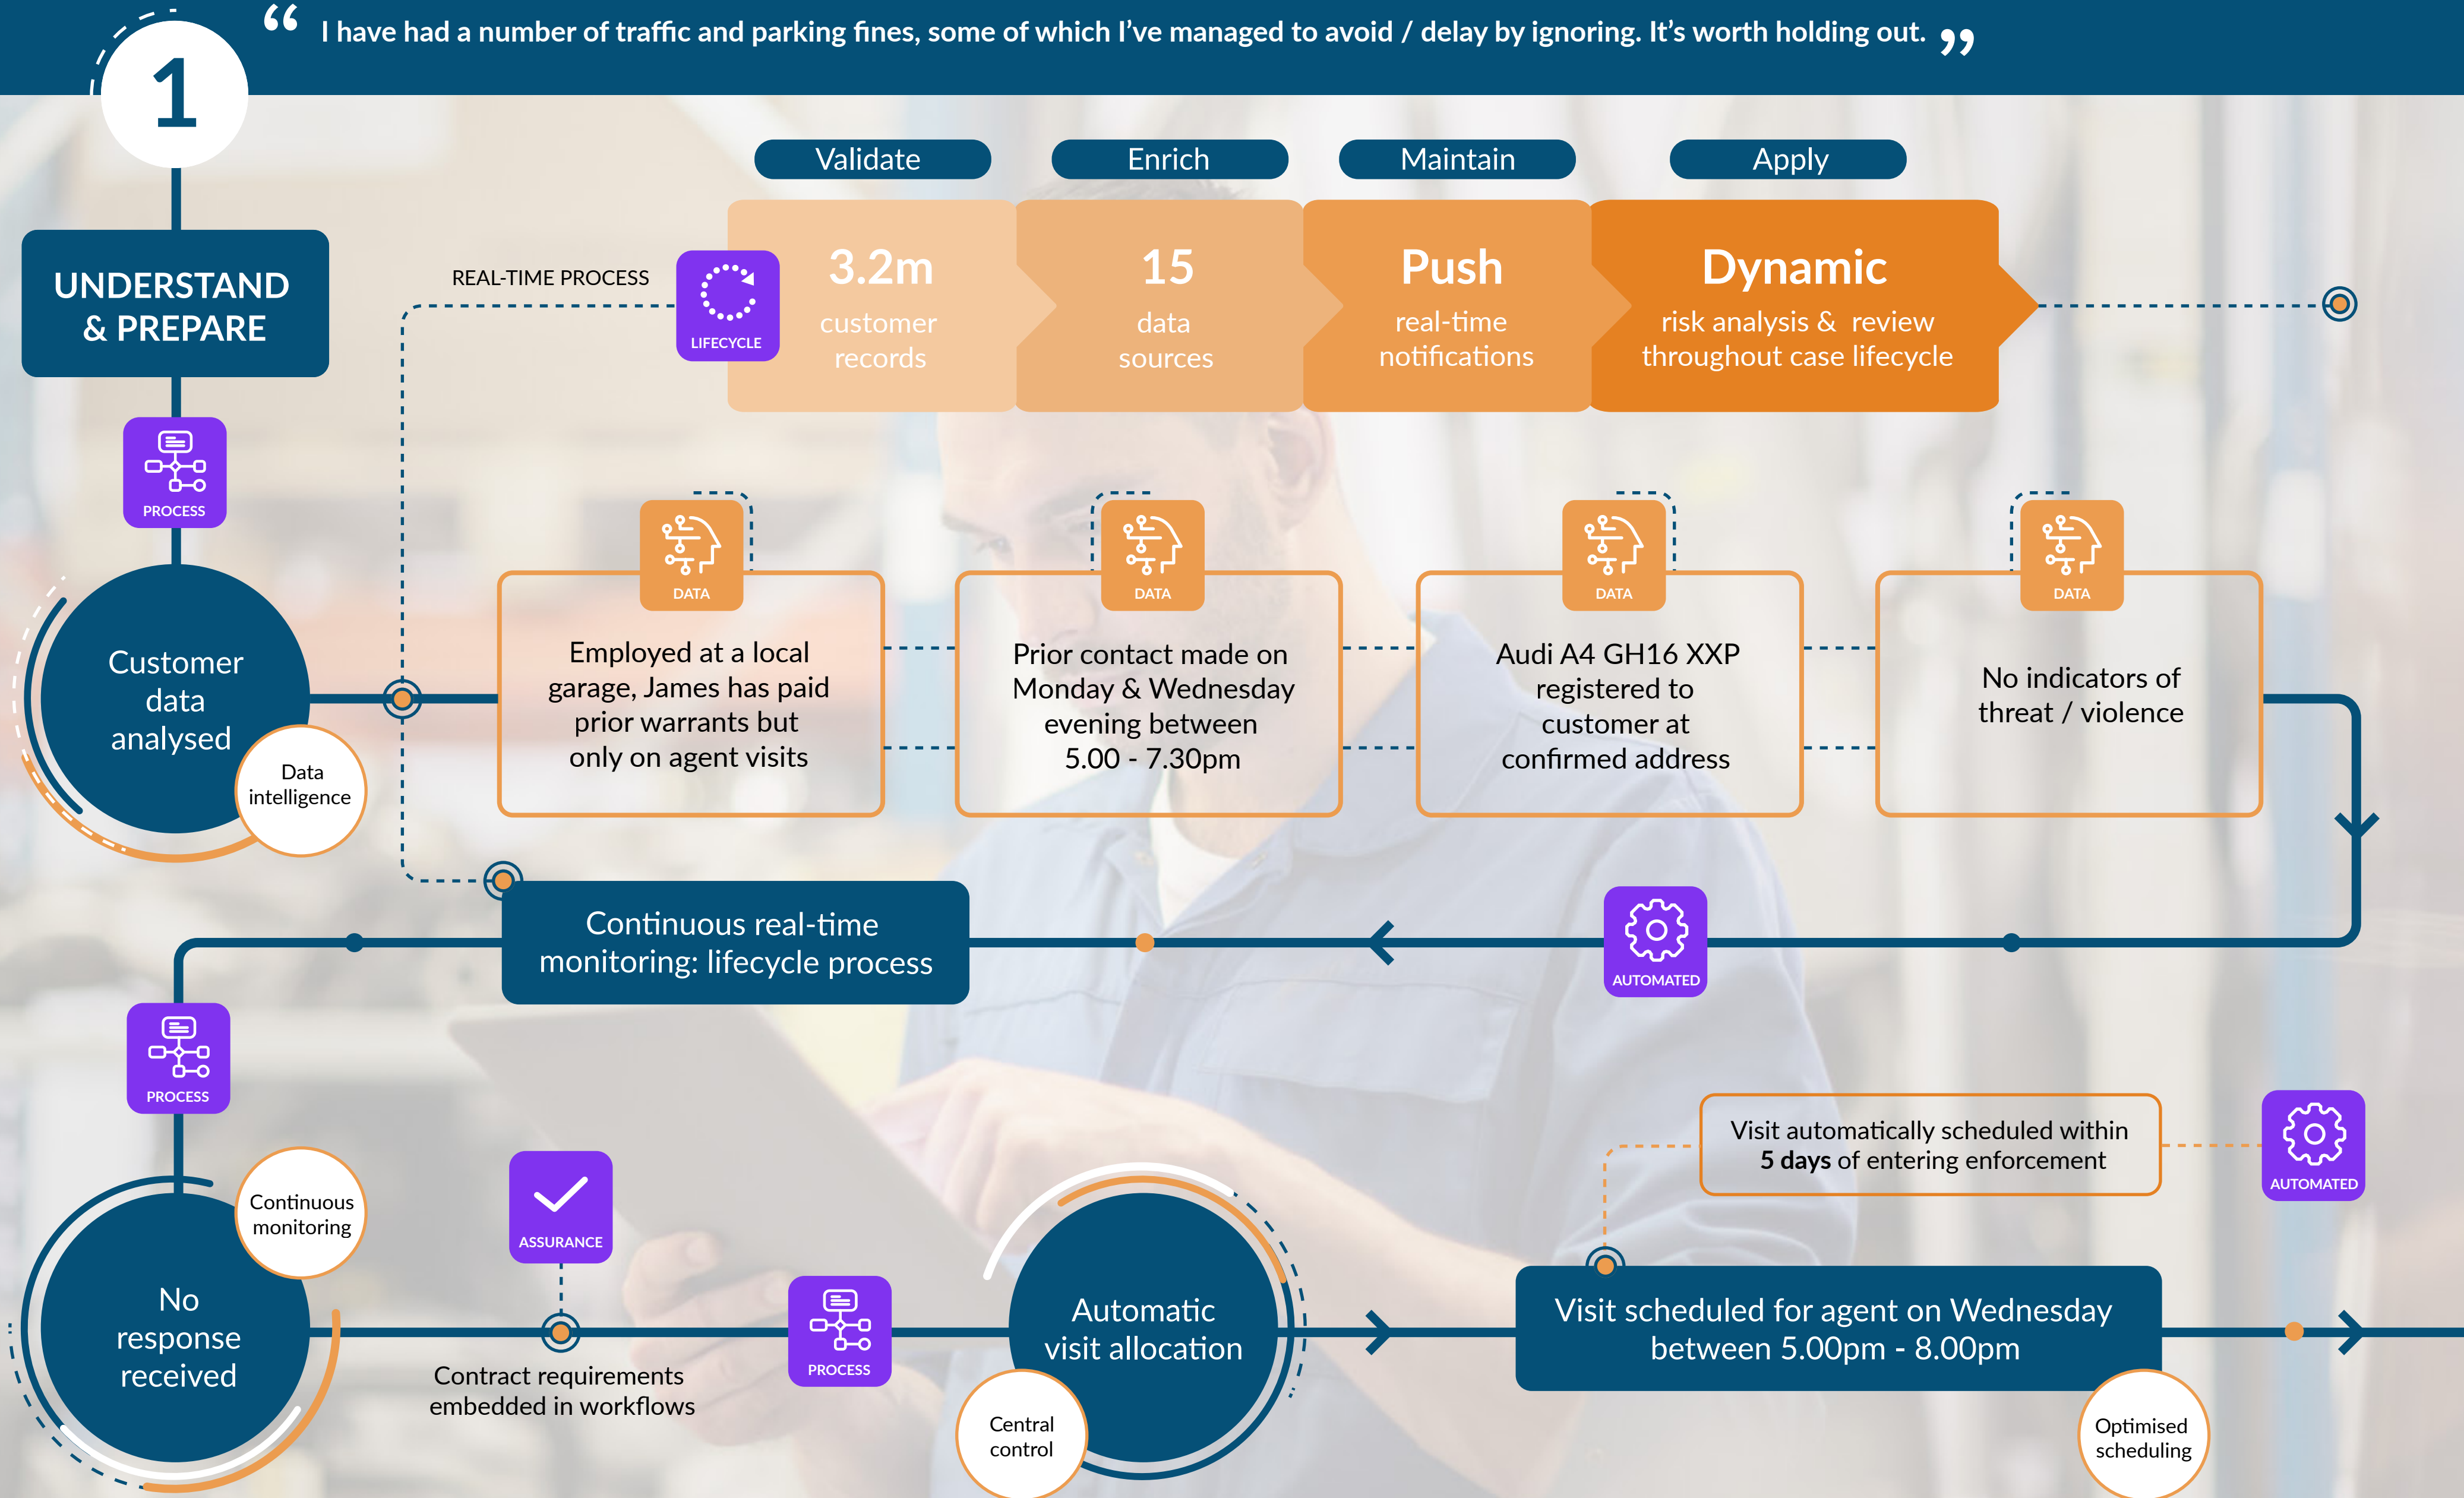 “ I have had a number of traffic and parking fines, some of which I’ve managed to avoid / delay by ignoring. It’s worth holding out. ”
1
UNDERSTAND
& PREPARE
Validate
Enrich
Maintain
Apply
REAL-TIME PROCESS
LIFECYCLE
3.2m
customer
records
15
data
sources
Push
real-time
notifications
Dynamic
risk analysis & review
throughout case lifecycle
PROCESS
Customer
data
analysed
Data
intelligence
DATA
Employed at a local
garage, James has paid
prior warrants but
only on agent visits
DATA
Prior contact made on
Monday & Wednesday
evening between
5.00 - 7.30pm
DATA
Audi A4 GH16 XXP
registered to
customer at
confirmed address
DATA
No indicators of
threat / violence
Continuous real-time
monitoring: lifecycle process
AUTOMATED
PROCESS
Continuous
monitoring
No
response
received
ASSURANCE
Contract requirements
embedded in workflows
PROCESS
Automatic
visit allocation
Central
control
Visit automatically scheduled within
5 days of entering enforcement
AUTOMATED
Visit scheduled for agent on Wednesday
between 5.00pm - 8.00pm
Optimised
scheduling